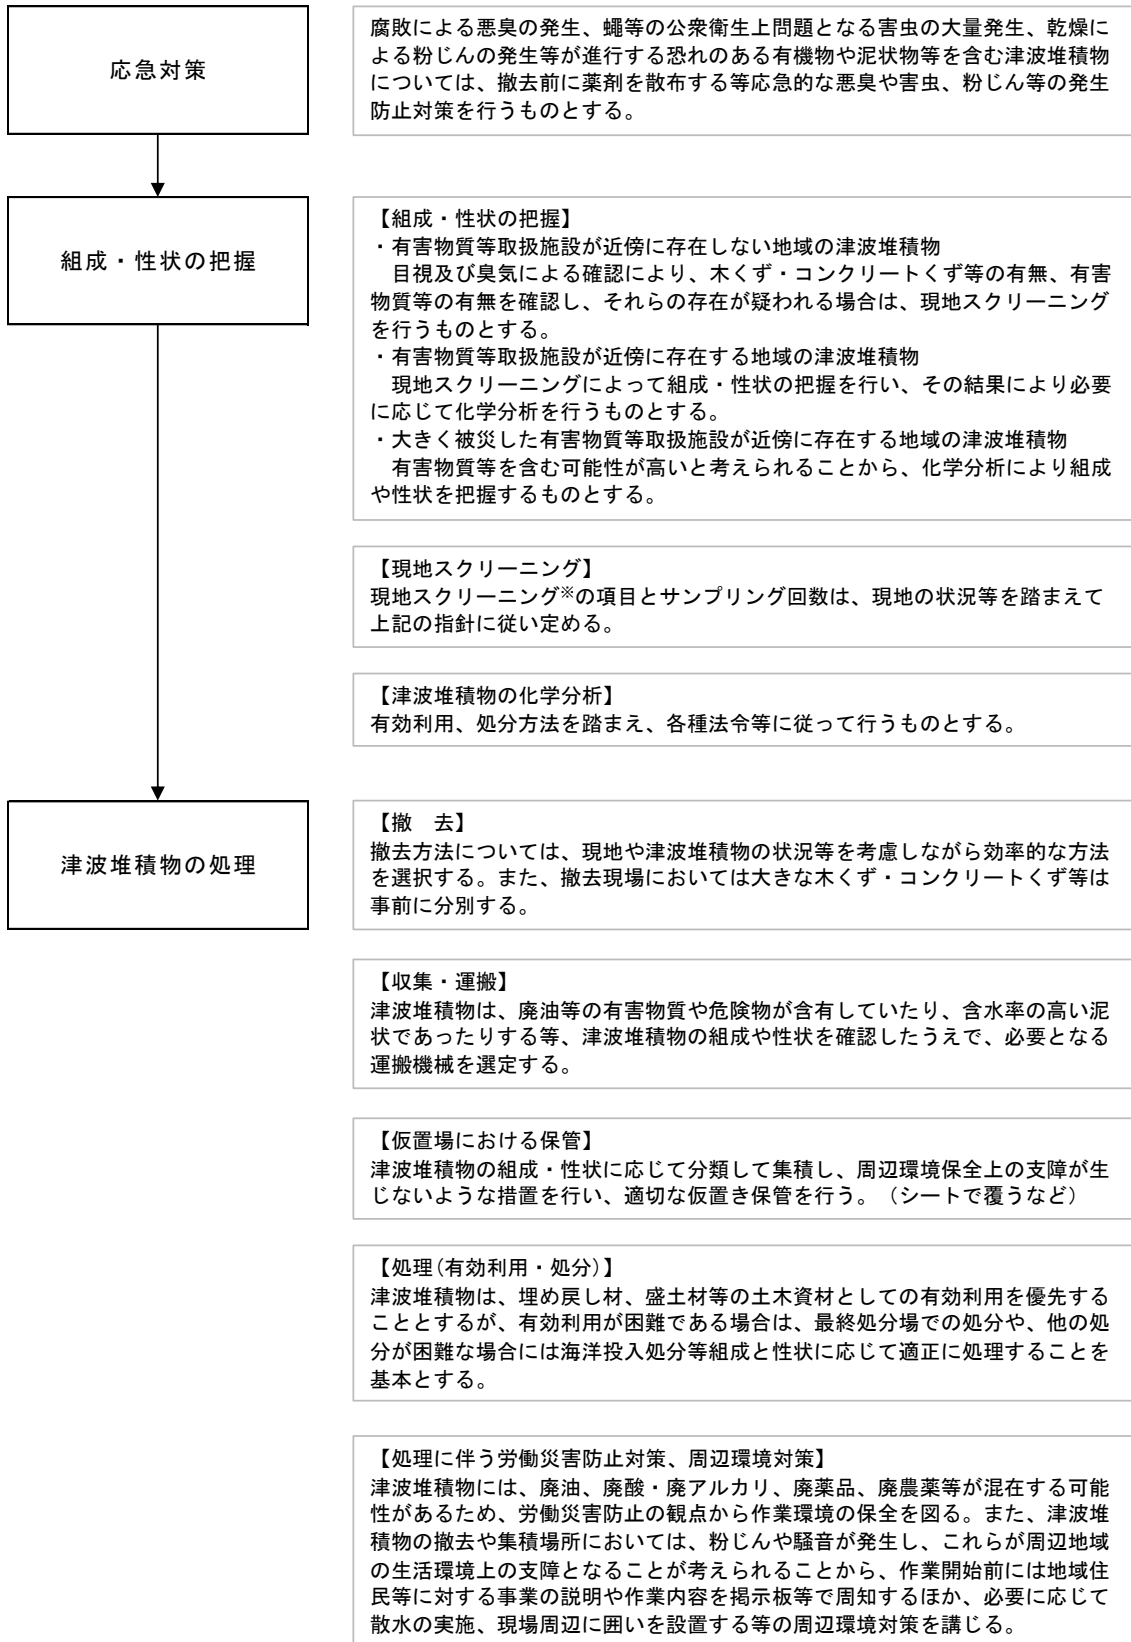 応急対策
腐敗による悪臭の発生、蠅等の公衆衛生上問題となる害虫の大量発生、乾燥に
よる粉じんの発生等が進行する恐れのある有機物や泥状物等を含む津波堆積物
については、撤去前に薬剤を散布する等応急的な悪臭や害虫、粉じん等の発生
防止対策を行うものとする。
組成・性状の把握
【組成・性状の把握】
・有害物質等取扱施設が近傍に存在しない地域の津波堆積物
　目視及び臭気による確認により、木くず・コンクリートくず等の有無、有害
物質等の有無を確認し、それらの存在が疑われる場合は、現地スクリーニング
を行うものとする。
・有害物質等取扱施設が近傍に存在する地域の津波堆積物
　現地スクリーニングによって組成・性状の把握を行い、その結果により必要
に応じて化学分析を行うものとする。
・大きく被災した有害物質等取扱施設が近傍に存在する地域の津波堆積物
　有害物質等を含む可能性が高いと考えられることから、化学分析により組成
や性状を把握するものとする。
【現地スクリーニング】
現地スクリーニング※の項目とサンプリング回数は、現地の状況等を踏まえて
上記の指針に従い定める。
【津波堆積物の化学分析】
有効利用、処分方法を踏まえ、各種法令等に従って行うものとする。
津波堆積物の処理
【撤　去】
撤去方法については、現地や津波堆積物の状況等を考慮しながら効率的な方法
を選択する。また、撤去現場においては大きな木くず・コンクリートくず等は
事前に分別する。
【収集・運搬】
津波堆積物は、廃油等の有害物質や危険物が含有していたり、含水率の高い泥
状であったりする等、津波堆積物の組成や性状を確認したうえで、必要となる
運搬機械を選定する。
【仮置場における保管】
津波堆積物の組成・性状に応じて分類して集積し、周辺環境保全上の支障が生
じないような措置を行い、適切な仮置き保管を行う。（シートで覆うなど）
【処理(有効利用・処分)】
津波堆積物は、埋め戻し材、盛土材等の土木資材としての有効利用を優先する
こととするが、有効利用が困難である場合は、最終処分場での処分や、他の処
分が困難な場合には海洋投入処分等組成と性状に応じて適正に処理することを
基本とする。
【処理に伴う労働災害防止対策、周辺環境対策】
津波堆積物には、廃油、廃酸・廃アルカリ、廃薬品、廃農薬等が混在する可能
性があるため、労働災害防止の観点から作業環境の保全を図る。また、津波堆
積物の撤去や集積場所においては、粉じんや騒音が発生し、これらが周辺地域
の生活環境上の支障となることが考えられることから、作業開始前には地域住
民等に対する事業の説明や作業内容を掲示板等で周知するほか、必要に応じて
散水の実施、現場周辺に囲いを設置する等の周辺環境対策を講じる。